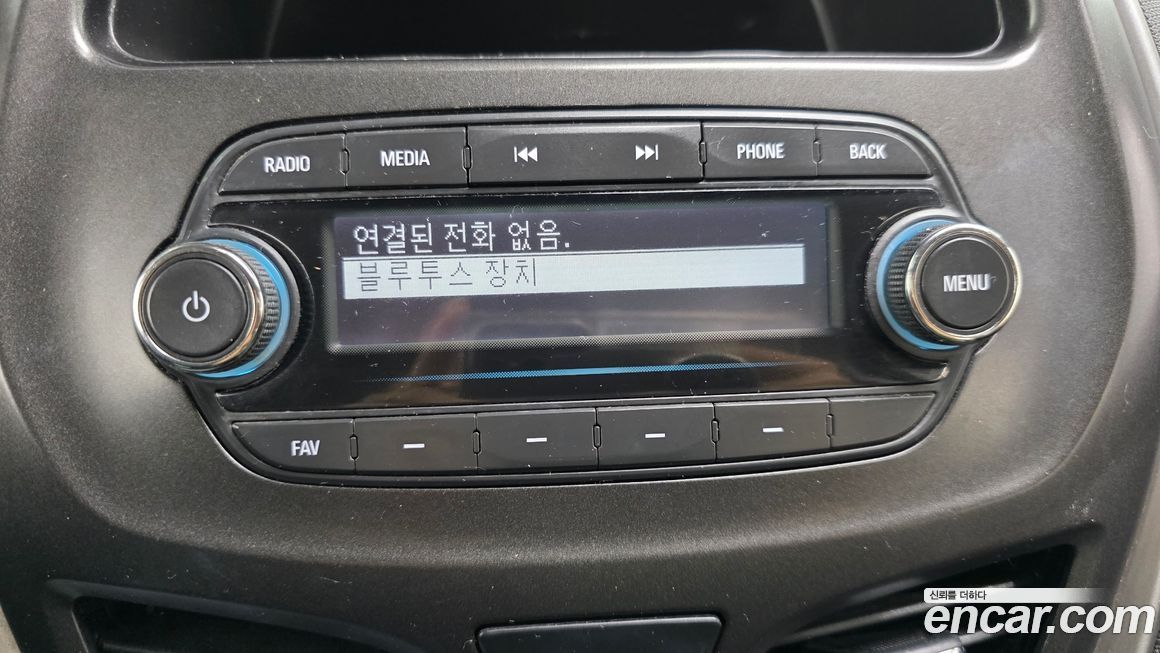 RADIO MEDIA PHONE BACK
연결된 전화 없음.
블루투스 장치
MENU
FAV
신뢰를 더하다
encar.com